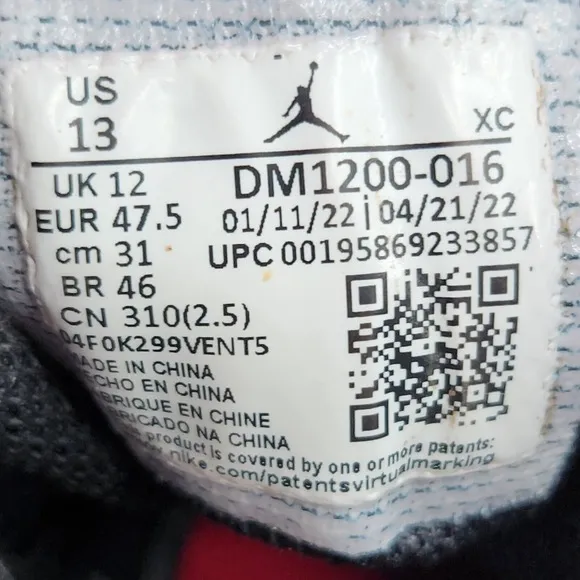 US
13
XC
UK 12
DM1200-016
EUR 47.5
01/11/22 | 04/21/22
cm 31
UPC 00195869233857
BR 46
CN 310(2.5)
04F0K299VENT5
MADE IN CHINA
HECHO EN CHINA
FABRIQUE EN CHINE
FABRICADO NA CHINA
product is covered by one or more patents:
www.nike.com/patentsvirtualmarking